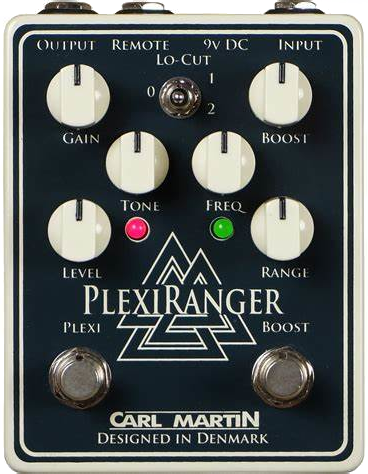 Output Remote 9v DC Input
Lo-Cut
0 1
2
Gain Boost
Tone Freq
Level Range
PlexiRanger
Plexi Boost
CARL MARTIN
Designed in Denmark